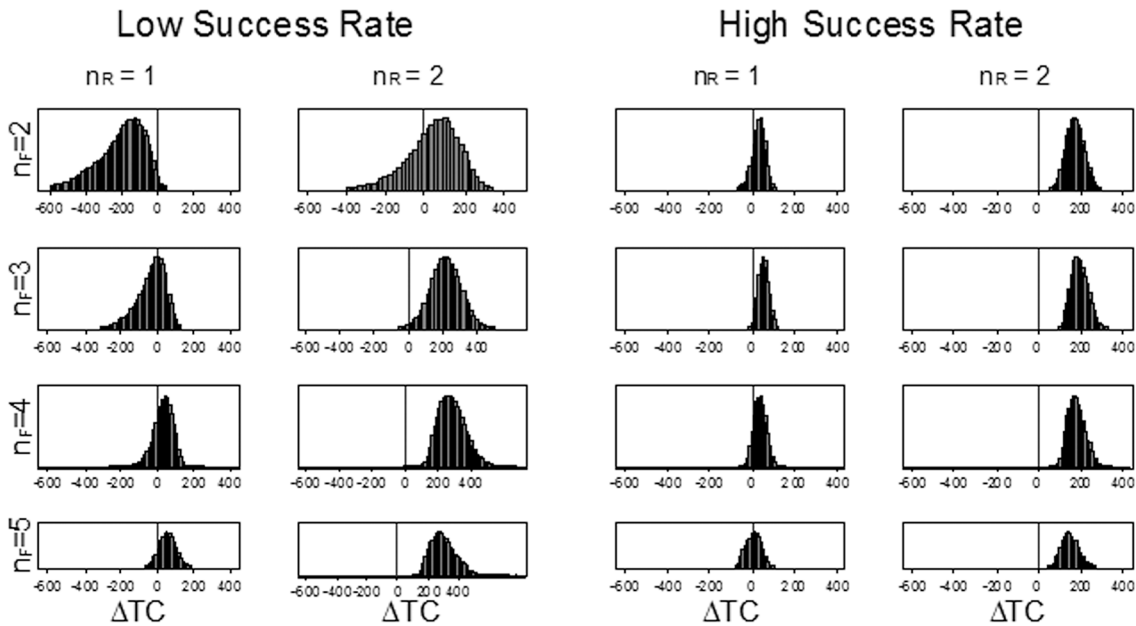 Low Success Rate High Success Rate
nR = 1 nR = 2 nR = 1 nR = 2
nF=2
-600 -400 -200 0 200 400 -600 -400 -200 0 200 400 -600 -400 -200 0 200 400 -600 -400 -200 0 200 400
nF=3
-600 -400 -200 0 200 400 -600 -400 -200 0 200 400 -600 -400 -200 0 200 400 -600 -400 -200 0 200 400
nF=4
-600 -400 -200 0 200 400 -600 -400 -200 0 200 400 600 -600 -400 -200 0 200 400 -600 -400 -200 0 200 400
nF=5
-600 -400 -200 0 200 400 -600 -400 -200 0 200 400 -600 -400 -200 0 200 400 -600 -400 -200 0 200 400
ΔTC ΔTC ΔTC ΔTC